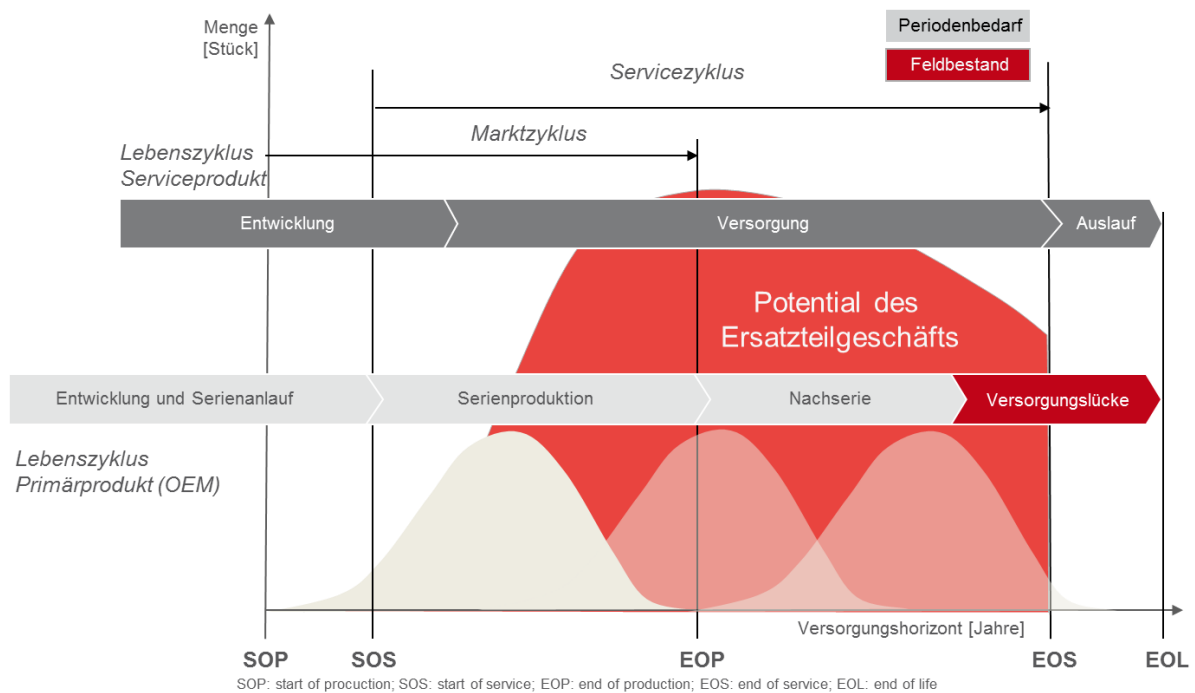 Menge
[Stück]
Periodenbedarf
Feldbestand
Servicezyklus
Marktzyklus
Lebenszyklus
Serviceprodukt
Entwicklung
Versorgung
Auslauf
Potential des
Ersatzteilgeschäfts
Entwicklung und Serienanlauf
Serienproduktion
Nachserie
Versorgungslücke
Lebenszyklus
Primärprodukt (OEM)
Versorgungshorizont [Jahre]
SOP
SOS
EOP
EOS
EOL
SOP: start of procuction; SOS: start of service; EOP: end of production; EOS: end of service; EOL: end of life